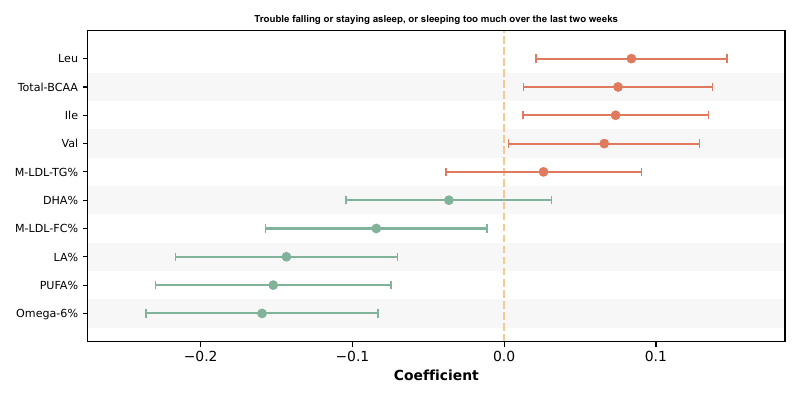 Trouble falling or staying asleep, or sleeping too much over the last two weeks
Leu
Total-BCAA
Ile
Val
M-LDL-TG%
DHA%
M-LDL-FC%
LA%
PUFA%
Omega-6%
−0.2 −0.1 0.0 0.1
Coefficient